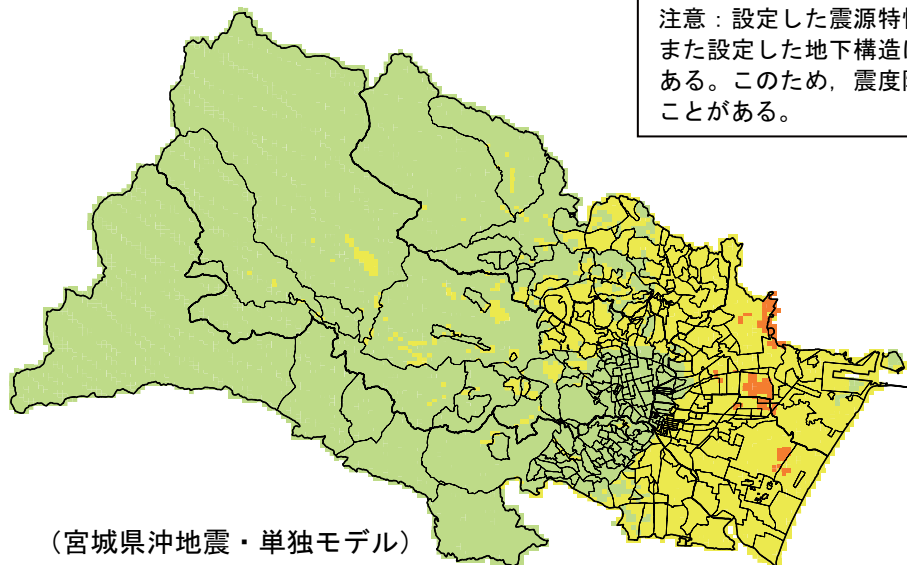 注意：設定した震源特
また設定した地下構造
ある。このため，震度
ことがある。
（宮城県沖地震・単独モデル）